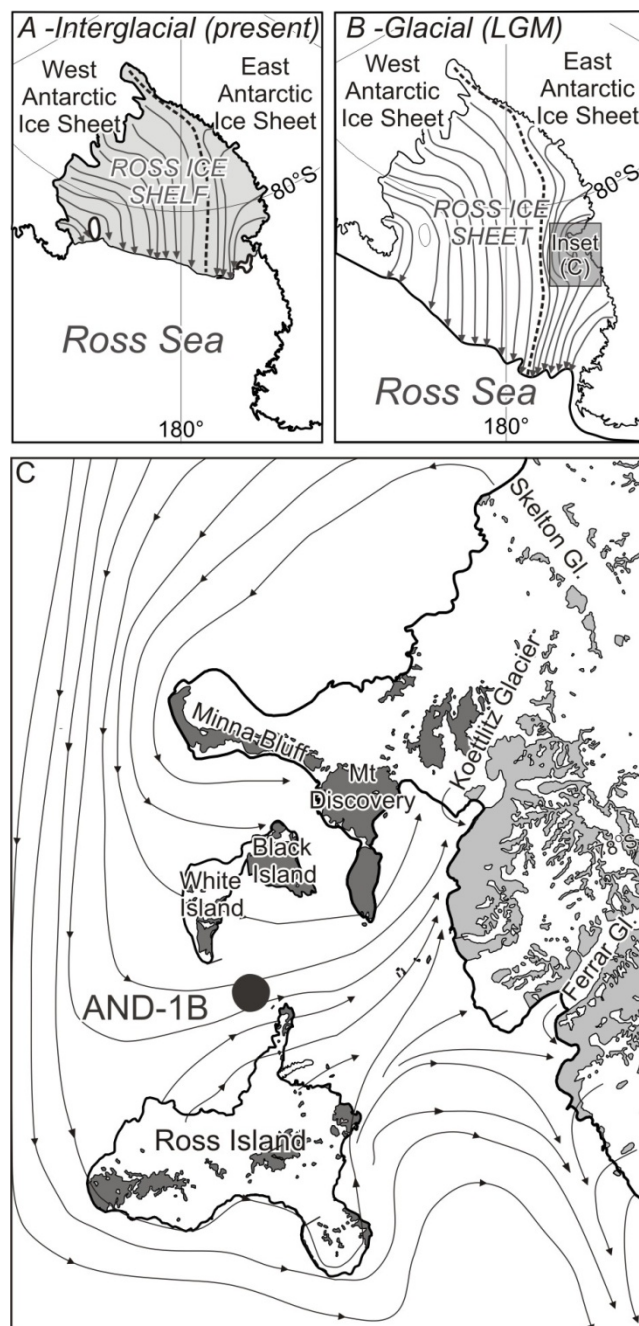 A -Interglacial (present)
West
Antarctic
Ice Sheet
East
Antarctic
Ice Sheet
ROSS ICE
SHELF
80°S
Ross Sea
180°
B -Glacial (LGM)
West
Antarctic
Ice Sheet
East
Antarctic
Ice Sheet
80°S
ROSS ICE
SHEET
Inset
(C)
Ross Sea
180°
C
Skelton Gl.
Minna Bluff
Koettlitz Glacier
Mt
Discovery
Black
Island
White
Island
AND-1B
Ferrar Gl.
Ross Island